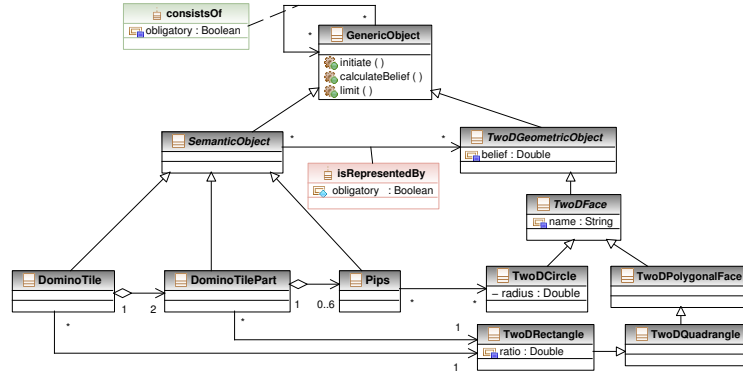 consistsOf
obligatory : Boolean
*
*
GenericObject
initiate ( )
calculateBelief ( )
limit ( )
SemanticObject
*
*
TwoDGeometricObject
belief : Double
isRepresentedBy
obligatory : Boolean
TwoDFace
name : String
DominoTile
1
2
DominoTilePart
1
0..6
Pips
*
*
TwoDCircle
– radius : Double
TwoDPolygonalFace
*
*
1
TwoDRectangle
ratio : Double
1
TwoDQuadrangle